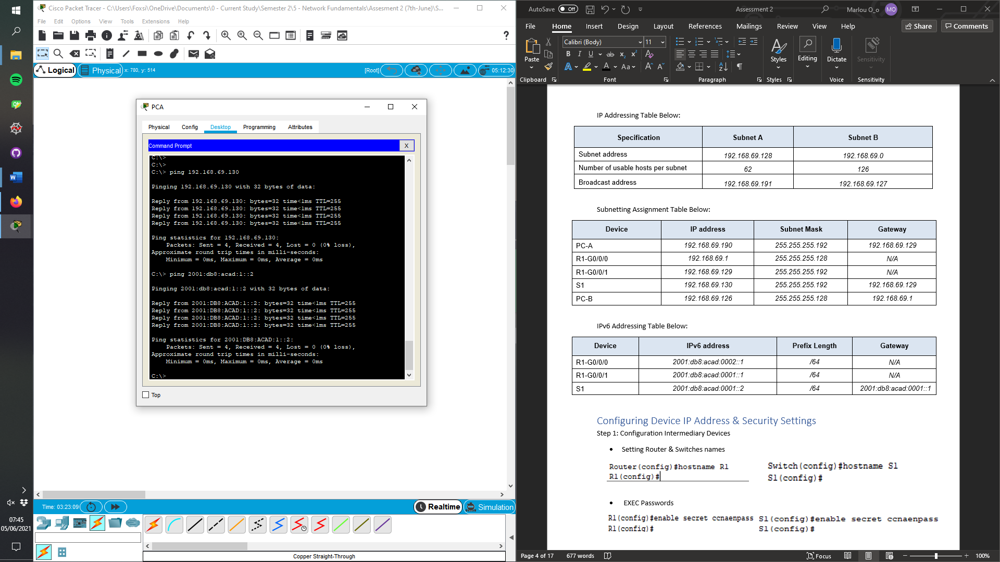 Cisco Packet Tracer - C:\Users\Foxsi\OneDrive\Documents\0 - Current Study\Semester 2\5 - Network Fundamentals\Assesment 2 (7th-June)\S...
File Edit Options View Tools Extensions Help
Logical Physical x: 780, y: 514 [Root] 05:12:30
PCA
Physical Config Desktop Programming Attributes
Command Prompt X
C:\>
C:\>
C:\> ping 192.168.69.130
Pinging 192.168.69.130 with 32 bytes of data:
Reply from 192.168.69.130: bytes=32 time<1ms TTL=255
Reply from 192.168.69.130: bytes=32 time<1ms TTL=255
Reply from 192.168.69.130: bytes=32 time<1ms TTL=255
Reply from 192.168.69.130: bytes=32 time<1ms TTL=255
Ping statistics for 192.168.69.130:
Packets: Sent = 4, Received = 4, Lost = 0 (0% loss),
Approximate round trip times in milli-seconds:
Minimum = 0ms, Maximum = 0ms, Average = 0ms
C:\> ping 2001:db8:acad:1::2
Pinging 2001:db8:acad:1::2 with 32 bytes of data:
Reply from 2001:DB8:ACAD:1::2: bytes=32 time<1ms TTL=255
Reply from 2001:DB8:ACAD:1::2: bytes=32 time<1ms TTL=255
Reply from 2001:DB8:ACAD:1::2: bytes=32 time<1ms TTL=255
Reply from 2001:DB8:ACAD:1::2: bytes=32 time<1ms TTL=255
Ping statistics for 2001:DB8:ACAD:1::2:
Packets: Sent = 4, Received = 4, Lost = 0 (0% loss),
Approximate round trip times in milli-seconds:
Minimum = 0ms, Maximum = 0ms, Average = 0ms
C:\>
Top
Time: 03:23:09 Realtime Simulation
Copper Straight-Through
07:45
05/06/2021
AutoSave Off Assessment 2 Marlou O_o MO
File Home Insert Design Layout References Mailings Review View Help Share Comments
Paste Calibri (Body) 11 Styles Editing Dictate Sensitivity
Clipboard Font Paragraph Styles Voice Sensitivity
IP Addressing Table Below:
Specification Subnet A Subnet B
Subnet address 192.168.69.128 192.168.69.0
Number of usable hosts per subnet 62 126
Broadcast address 192.168.69.191 192.168.69.127
Subnetting Assignment Table Below:
Device IP address Subnet Mask Gateway
PC-A 192.168.69.190 255.255.255.192 192.168.69.129
R1-G0/0/0 192.168.69.1 255.255.255.128 N/A
R1-G0/0/1 192.168.69.129 255.255.255.192 N/A
S1 192.168.69.130 255.255.255.192 192.168.69.129
PC-B 192.168.69.126 255.255.255.128 192.168.69.1
IPv6 Addressing Table Below:
Device IPv6 address Prefix Length Gateway
R1-G0/0/0 2001:db8:acad:0002::1 /64 N/A
R1-G0/0/1 2001:db8:acad:0001::1 /64 N/A
S1 2001:db8:acad:0001::2 /64 2001:db8:acad:0001::1
Configuring Device IP Address & Security Settings
Step 1: Configuration Intermediary Devices
• Setting Router & Switches names
Router(config)#hostname R1 Switch(config)#hostname S1
R1(config)# S1(config)#
• EXEC Passwords
R1(config)#enable secret ccnaenpass S1(config)#enable secret ccnaenpass
R1(config)# S1(config)#
Page 4 of 17 677 words Focus 100%